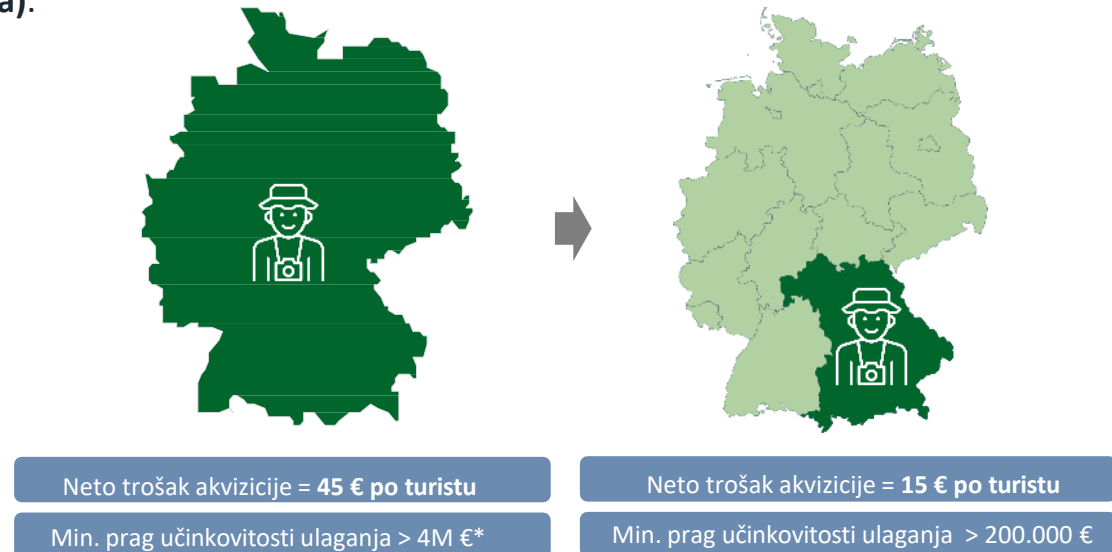 a).
Neto trošak akvizicije = 45 € po turistu
Neto trošak akvizicije = 15 € po turistu
Min. prag učinkovitosti ulaganja > 4M €*
Min. prag učinkovitosti ulaganja > 200.000 €